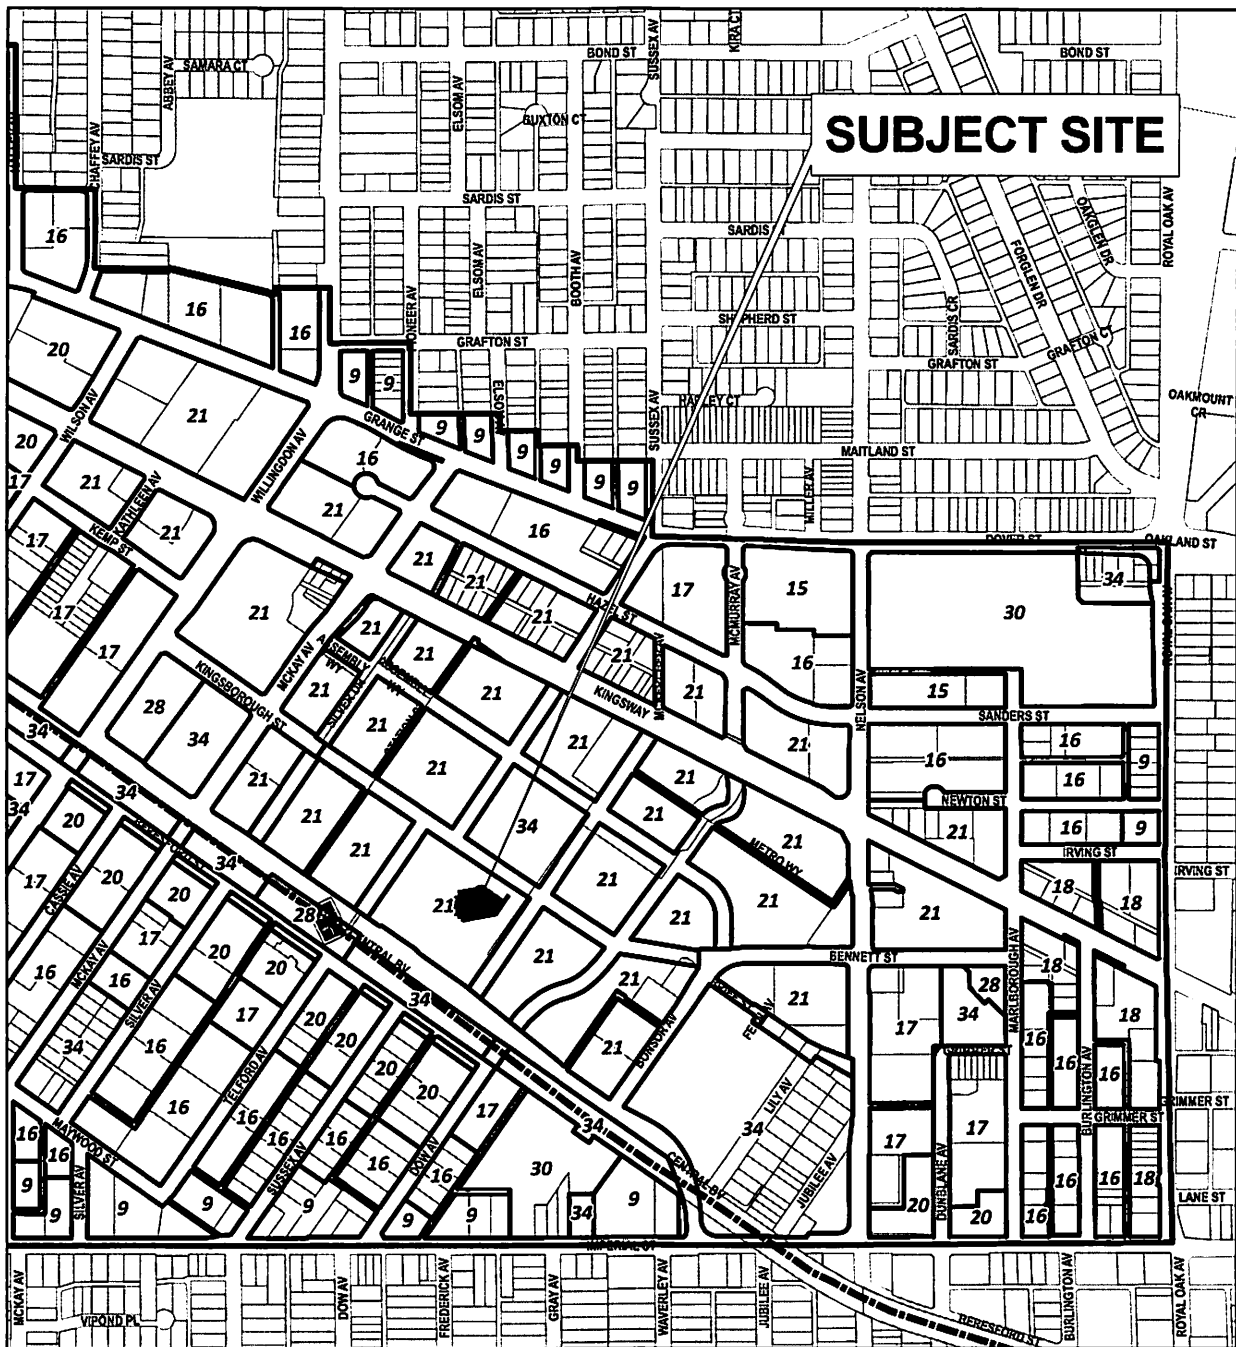 SUBJECT SITE
BOND ST
SUSSEX AV
KIRA CT
BOND ST
SAMARA CT
ABBEY AV
ELSOM AV
BUXTON CT
CHAFFEY AV
SARDIS ST
SARDIS ST
SARDIS ST
OAKGLEN DR
ROYAL OAK AV
FORGLEN DR
16
ELSOM AV
BOOTH AV
16
16
SHEPHERD ST
SARDIS CR
GRAFTON ST
GRAFTON ST
GRAFTON CT
20
9
9
HARLEY CT
OAKMOUNT CR
21
WILSON AV
GRANGE ST
9
9
9
9
9
9
SUSSEX AV
MAITLAND ST
20
17
WILLINGDON AV
16
21
KATHLEEN AV
21
21
16
MILLER AV
KEMP ST
DOVER ST
OAKLAND ST
17
17
17
21
21
21
21
HAZEL ST
17
MCMURRAY AV
15
30
34
16
21
21
MCKAY AV
ASSEMBLY WY
21
21
KINGSWAY
21
NELSON AV
15
SANDERS ST
KINGSBOROUGH ST
28
34
21
SILVER DR
21
21
21
21
16
16
9
16
34
34
17
34
20
21
21
21
21
34
21
21
NEWTON ST
21
16
9
IRVING ST
IRVING ST
BERESFORD ST
34
21
METRO WY
21
17
CASSIE AV
20
20
28
21
21
21
21
21
18
18
CENTRAL BV
BENNETT ST
MARLBOROUGH AV
16
MCKAY AV
17
16
SILVER AV
20
20
34
21
21
21
BONSOR AV
FERN AV
21
17
34
28
18
18
34
16
17
20
20
20
20
TELFORD AV
16
16
16
BURLINGTON AV
GRIMMER ST
GRIMMER ST
LILY AV
34
17
17
17
MAYWOOD ST
16
16
9
9
SILVER AV
9
16
16
16
SUSSEX AV
16
16
DOW AV
16
9
9
30
34
9
34
CENTRAL BV
JUBILEE AV
DUNBLANE AV
20
20
16
16
16
18
LANE ST
IMPERIAL ST
MCKAY AV
VIPOND PL
DOW AV
FREDERICK AV
GRAY AV
WAVERLEY AV
JUBILEE AV
BERESFORD ST
BURLINGTON AV
ROYAL OAK AV